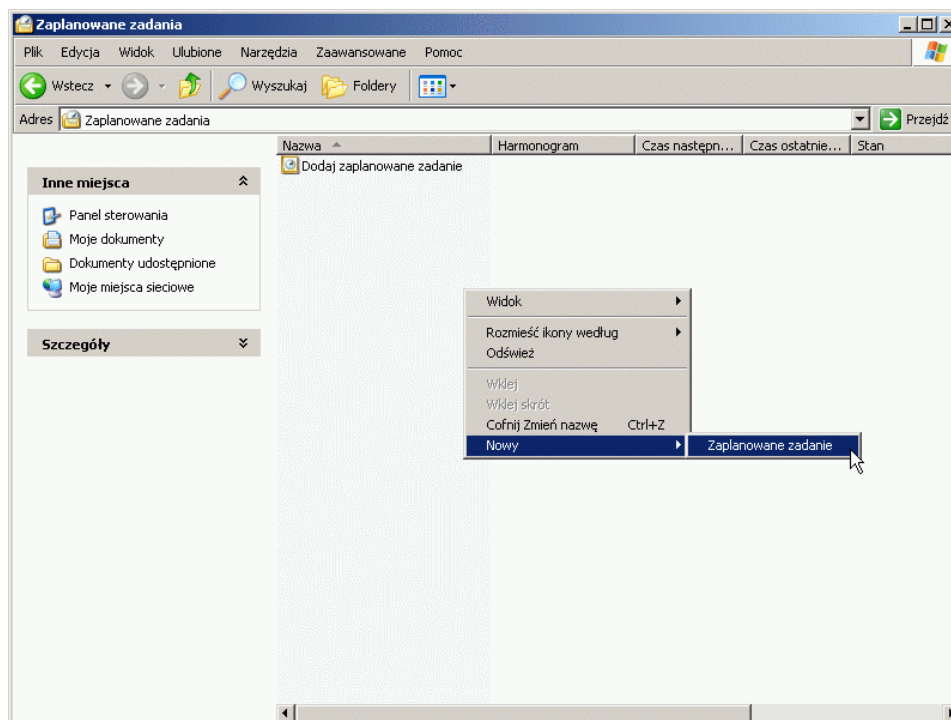 Zaplanowane zadania
Plik Edycja Widok Ulubione Narzędzia Zaawansowane Pomoc
Wstecz Wyszukaj Foldery
Adres Zaplanowane zadania Przejdź
Nazwa Harmonogram Czas następn... Czas ostatnie... Stan
Dodaj zaplanowane zadanie
Inne miejsca
Panel sterowania
Moje dokumenty
Dokumenty udostępnione
Moje miejsca sieciowe
Szczegóły
Widok
Rozmieść ikony według
Odśwież
Wklej
Wklej skrót
Cofnij Zmień nazwę Ctrl+Z
Nowy Zaplanowane zadanie